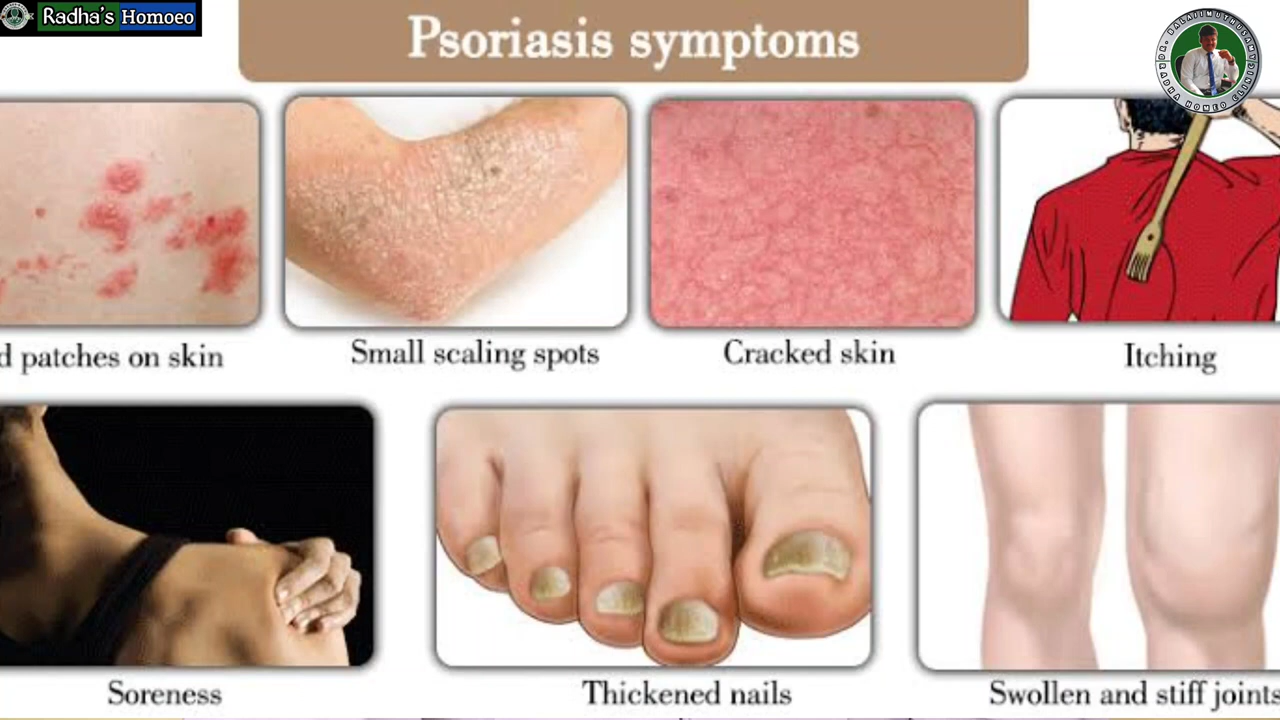 Radha's Homoeo
Psoriasis symptoms
d patches on skin
Small scaling spots
Cracked skin
Itching
Soreness
Thickened nails
Swollen and stiff joints